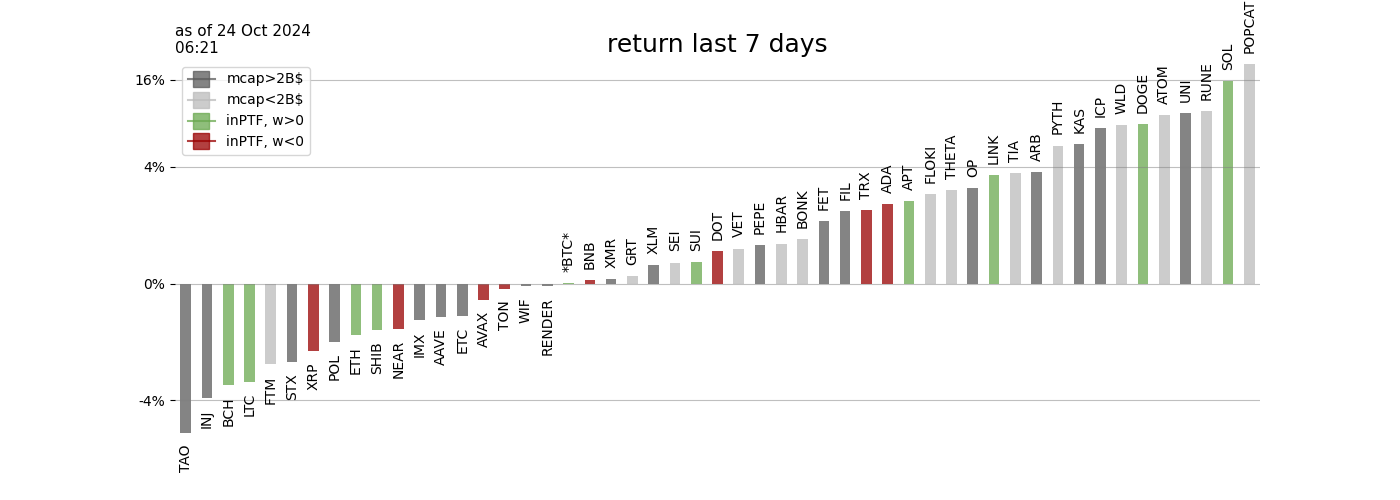 as of 24 Oct 2024
06:21
return last 7 days
mcap>2B$
mcap<2B$
inPTF, w>0
inPTF, w<0
16%
4%
0%
-4%
TAO
INJ
BCH
LTC
FTM
STX
XRP
POL
ETH
SHIB
NEAR
IMX
AAVE
ETC
AVAX
TON
WIF
RENDER
*BTC*
BNB
XMR
GRT
XLM
SEI
SUI
DOT
VET
PEPE
HBAR
BONK
FET
FIL
TRX
ADA
APT
FLOKI
THETA
OP
LINK
TIA
ARB
PYTH
KAS
ICP
WLD
DOGE
ATOM
UNI
RUNE
SOL
POPCAT